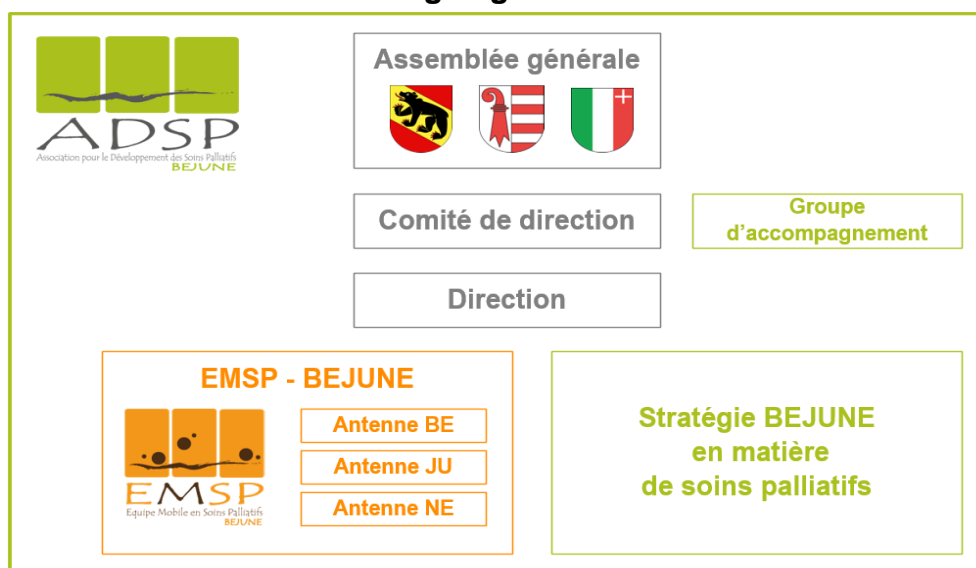 ADSP
Association pour le Développement des Soins Palliatifs
BEJUNE
Assemblée générale
Comité de direction
Groupe
d'accompagnement
Direction
EMSP - BEJUNE
EMSP
Equipe Mobile en Soins Palliatifs
BEJUNE
Antenne BE
Antenne JU
Antenne NE
Stratégie BEJUNE
en matière
de soins palliatifs